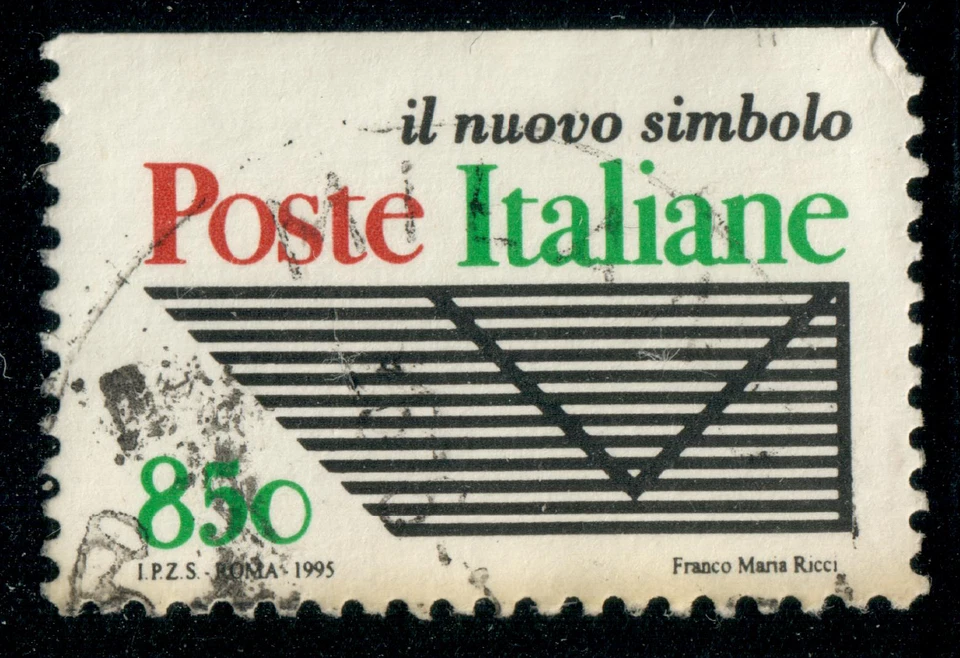 il nuovo simbolo
Poste Italiane
850
I.P.Z.S. - ROMA - 1995
Franco Maria Ricci